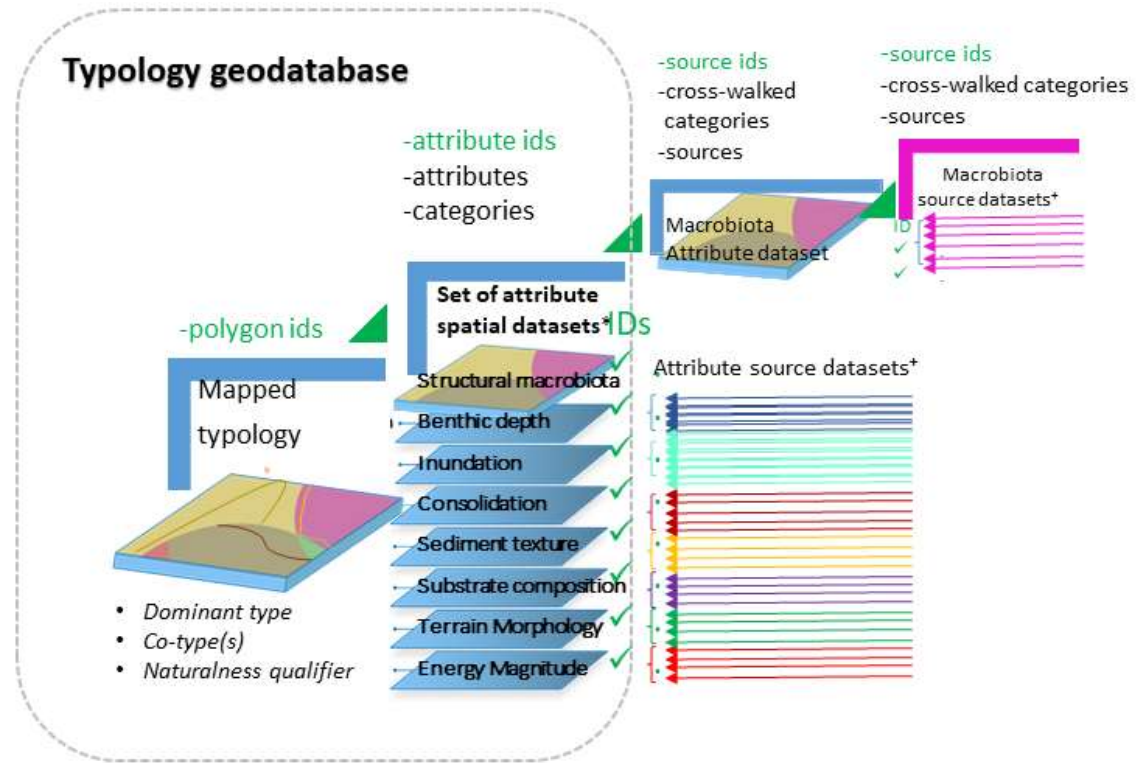 Typology geodatabase
-source ids
-cross-walked
categories
-sources
-source ids
-cross-walked categories
-sources
-attribute ids
-attributes
-categories
Macrobiota
source datasets⁺
Macrobiota
Attribute dataset
ID
-polygon ids
Set of attribute
spatial datasets*
IDs
Mapped
typology
Attribute source datasets⁺
Structural macrobiota
Benthic depth
Inundation
Consolidation
Sediment texture
Substrate composition
Terrain Morphology
Energy Magnitude
• Dominant type
• Co-type(s)
• Naturalness qualifier